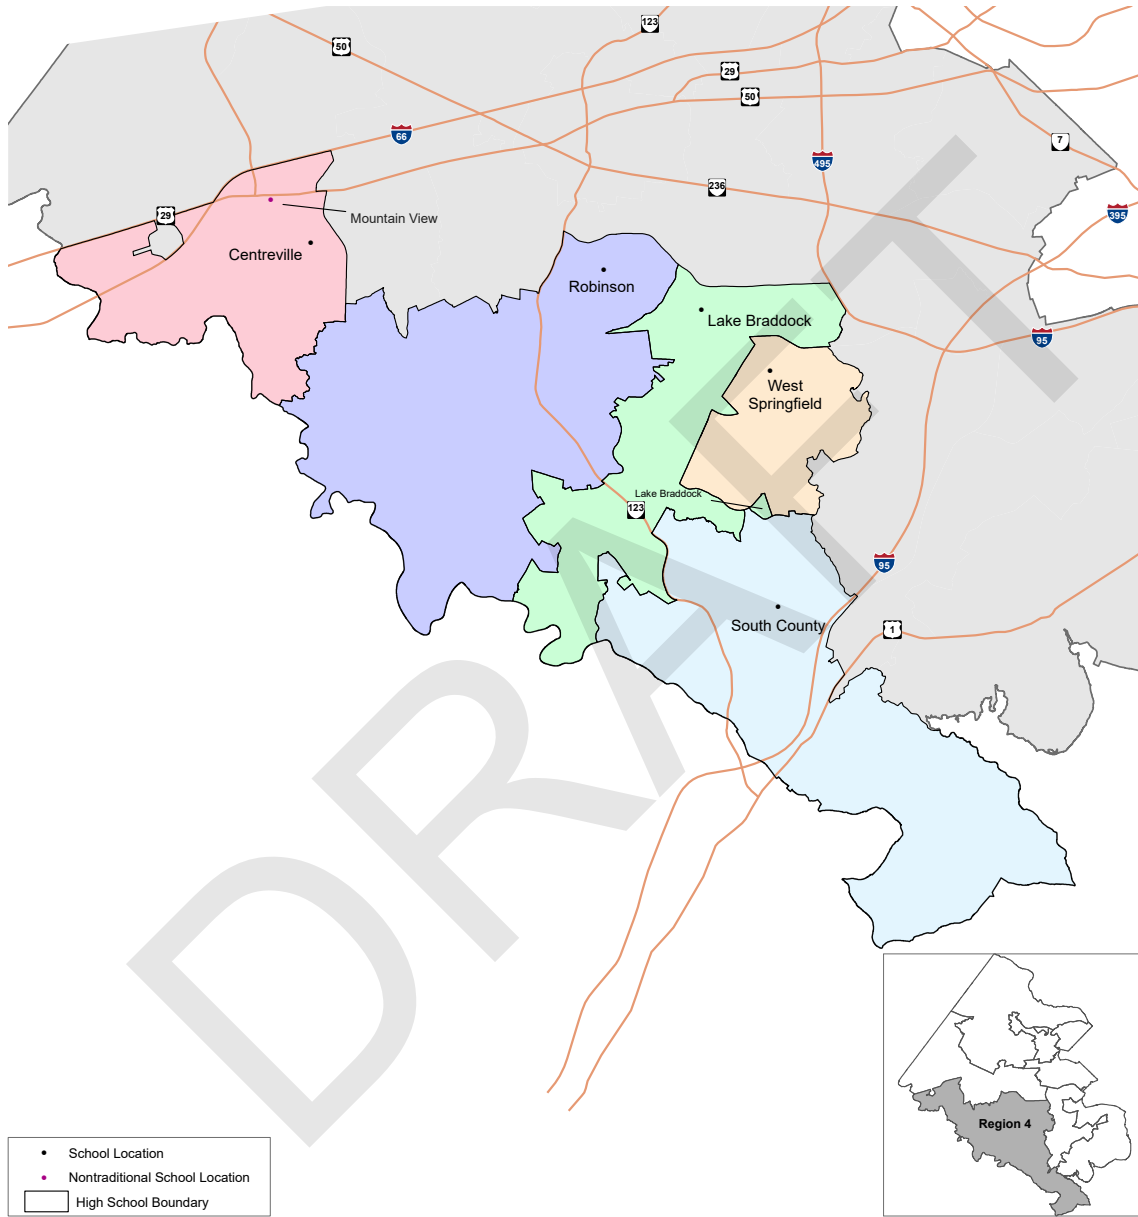 123
50
29
50
66
7
495
236
395
29
Mountain View
Centreville
Robinson
Lake Braddock
95
West
Springfield
Lake Braddock
123
95
South County
1
DRAFT
Region 4
School Location
Nontraditional School Location
High School Boundary